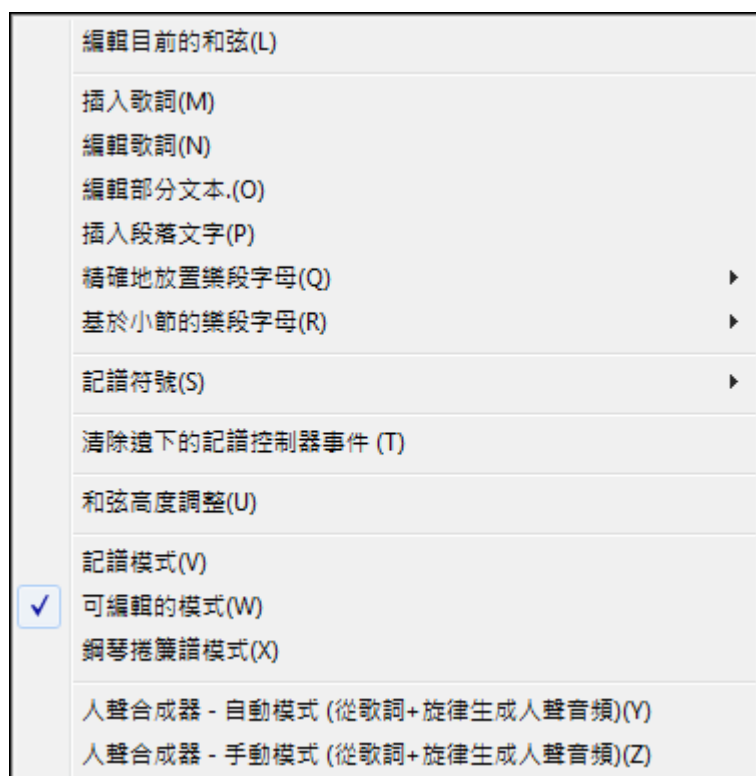 編輯目前的和弦(L)
插入歌詞(M)
編輯歌詞(N)
編輯部分文本.(O)
插入段落文字(P)
精確地放置樂段字母(Q)
基於小節的樂段字母(R)
記譜符號(S)
清除遺下的記譜控制器事件 (T)
和弦高度調整(U)
記譜模式(V)
可編輯的模式(W)
鋼琴捲簾譜模式(X)
人聲合成器 - 自動模式 (從歌詞+旋律生成人聲音頻)(Y)
人聲合成器 - 手動模式 (從歌詞+旋律生成人聲音頻)(Z)